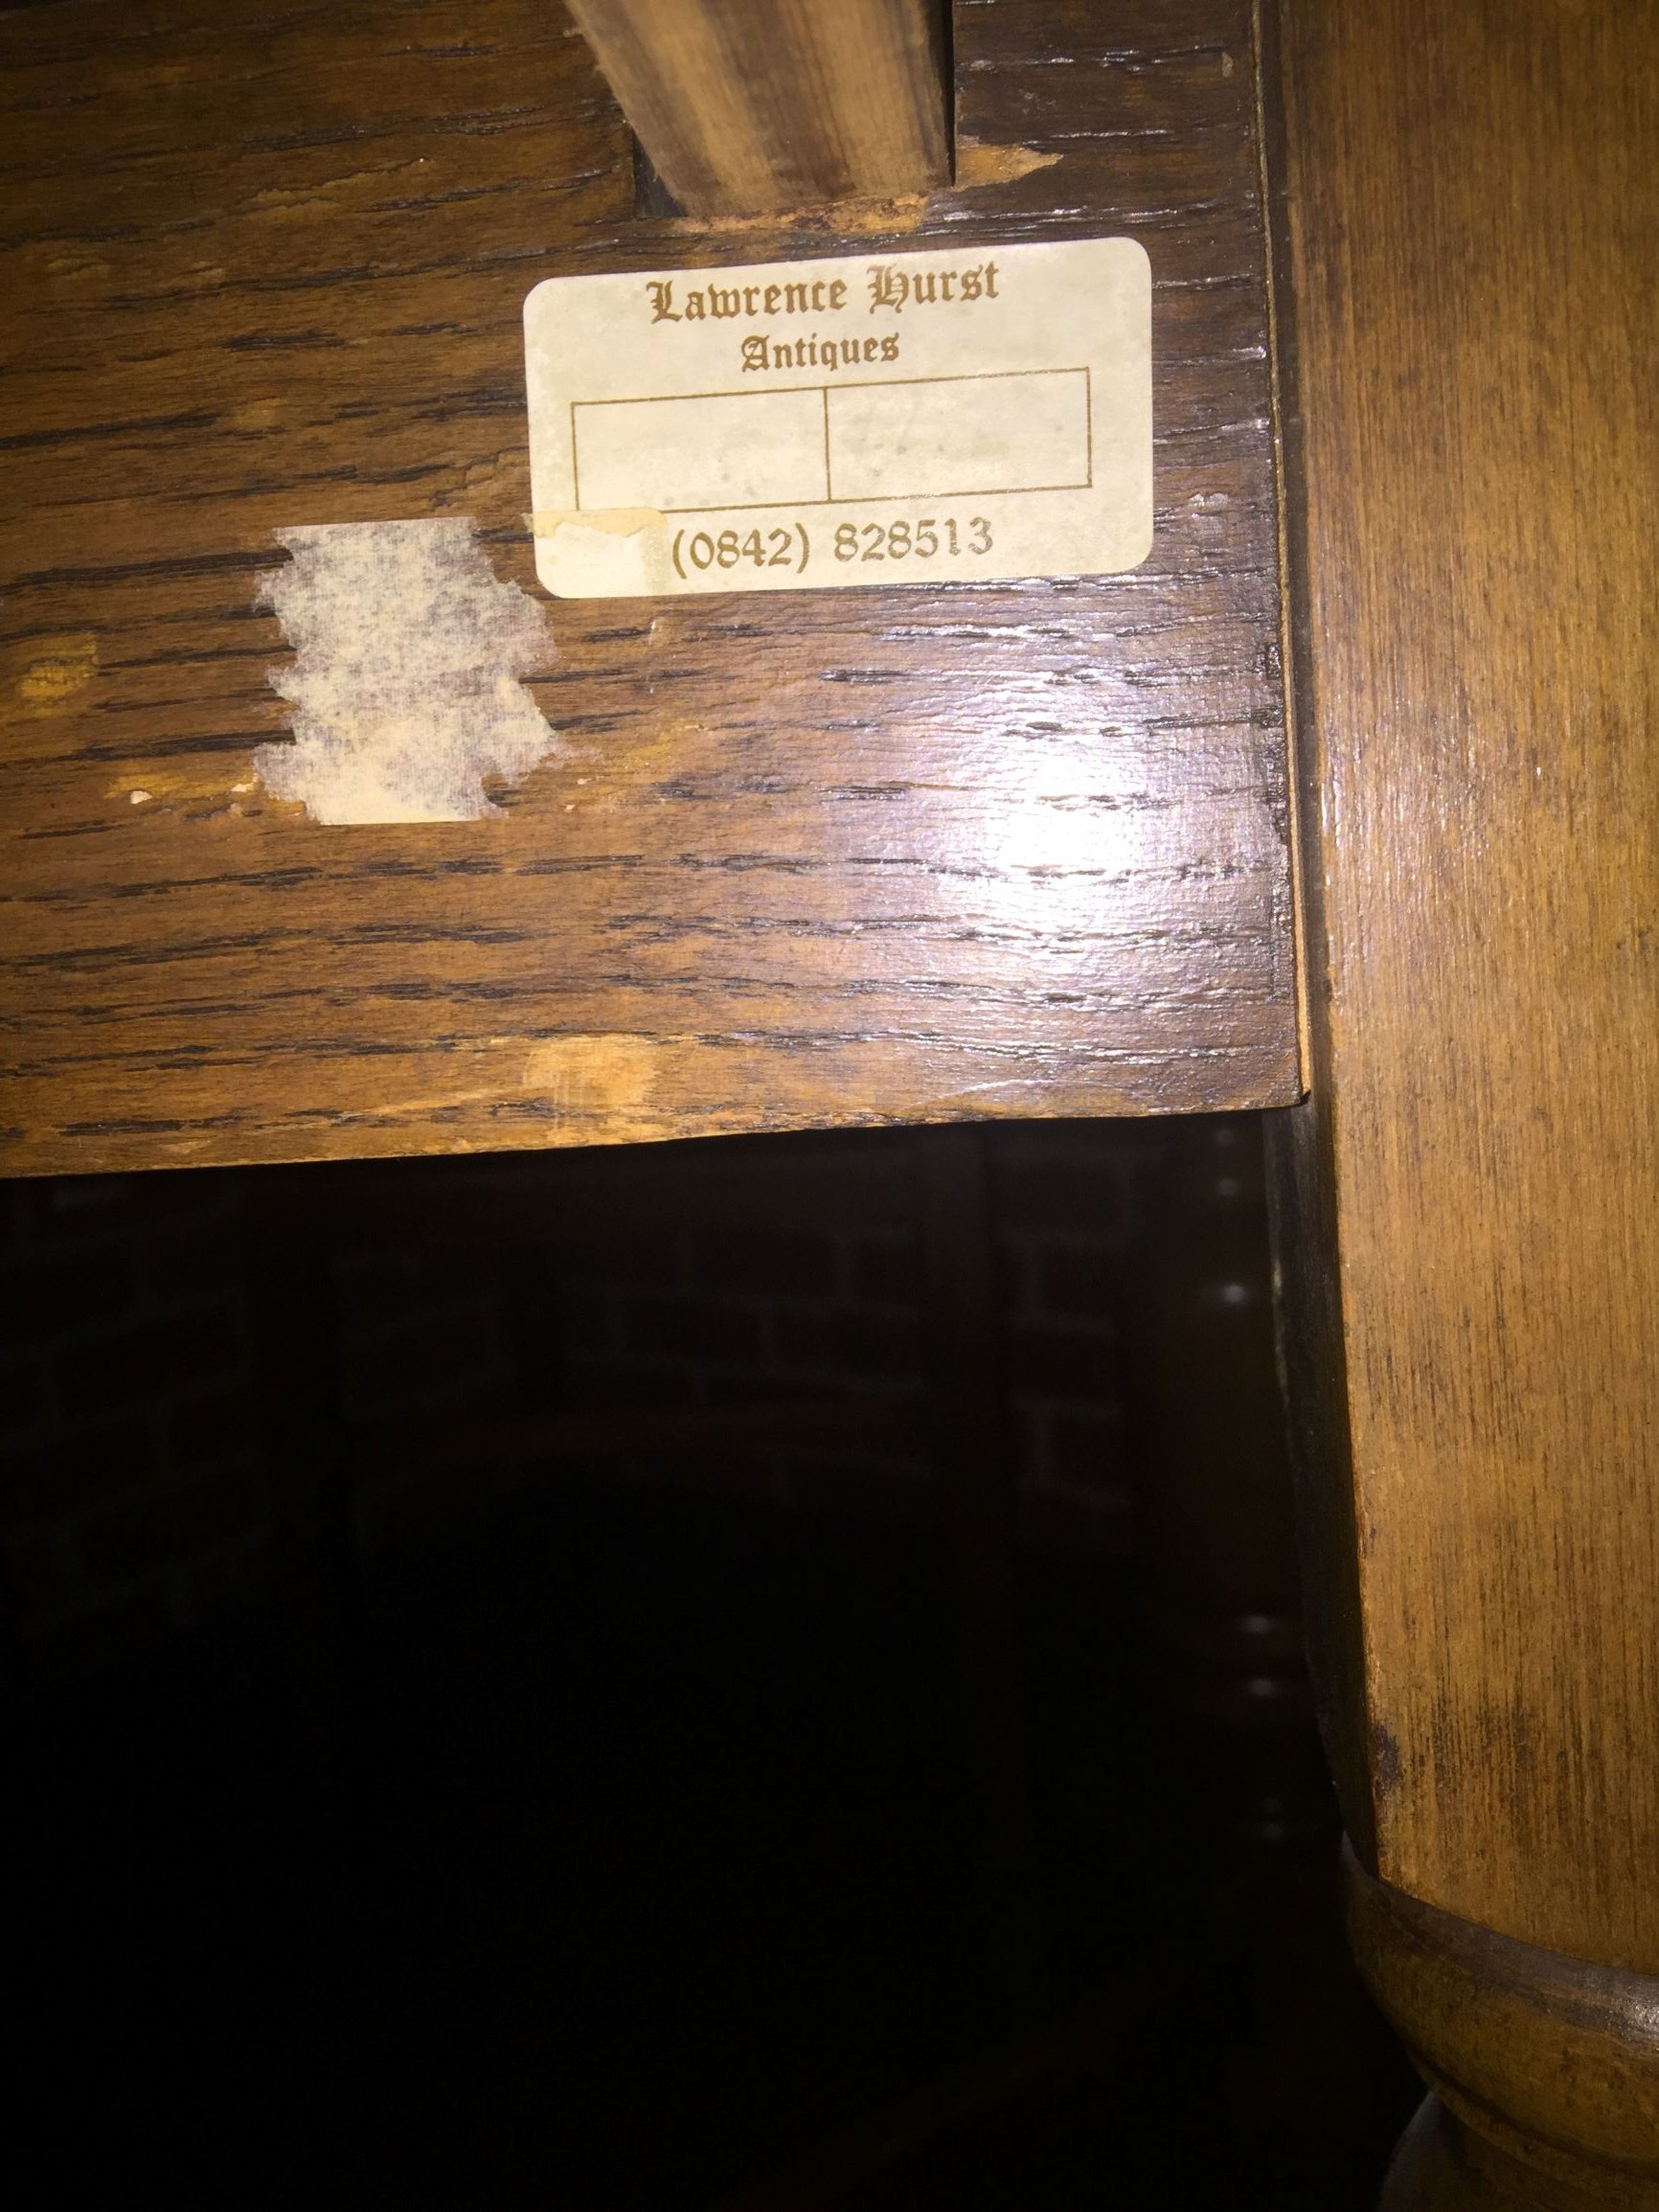 Lawrence Hurst
Antiques
(0842) 828513